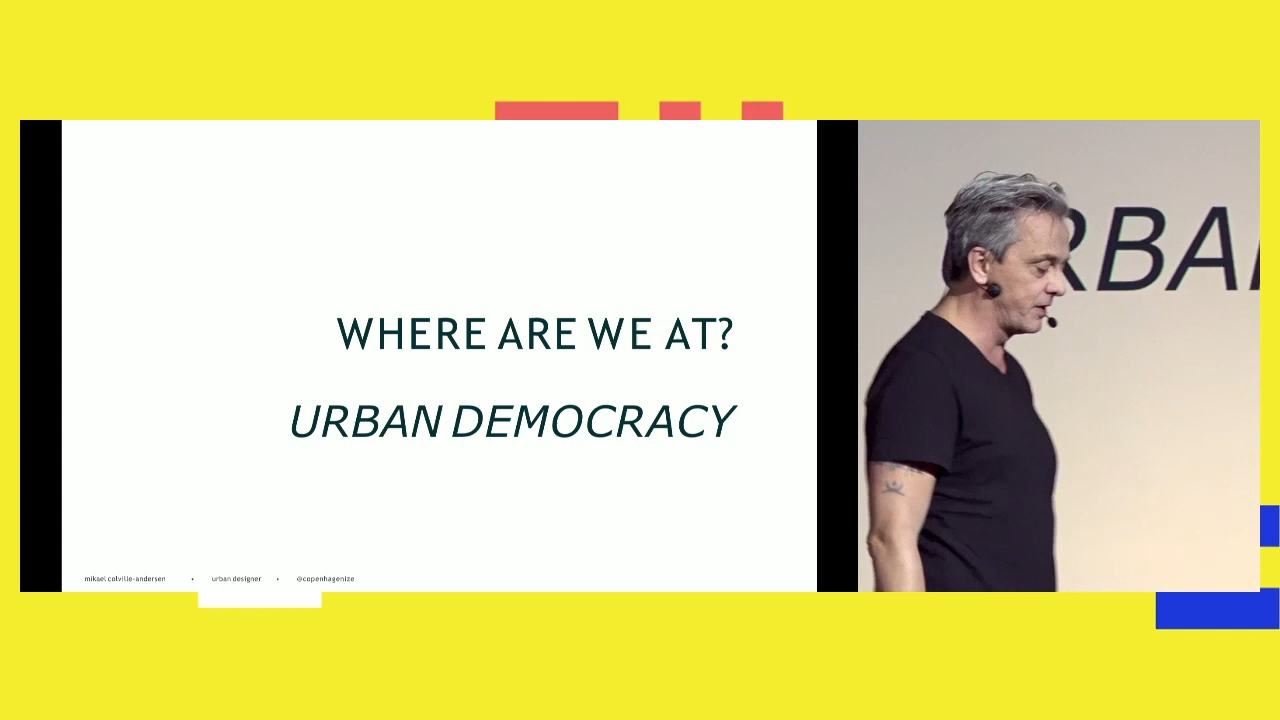 WHERE ARE WE AT?
URBAN DEMOCRACY
mikael colville-andersen • urban designer • @copenhagenize
RBA